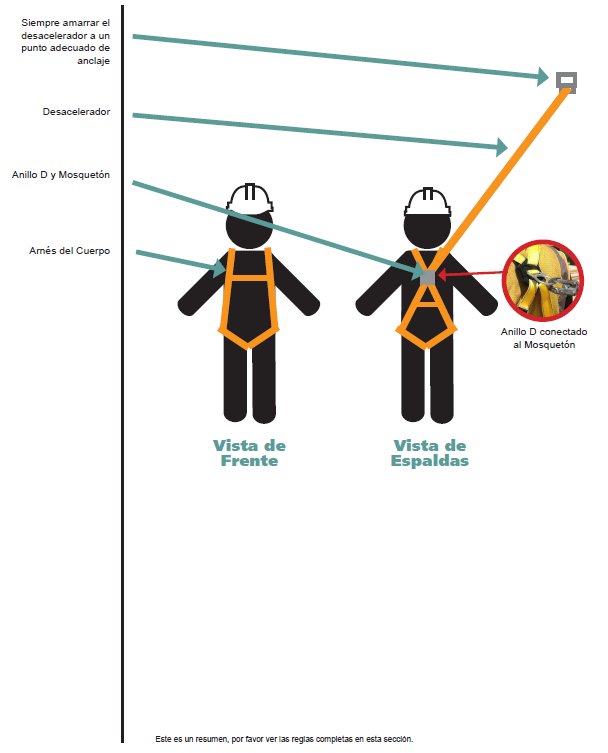 Siempre amarrar el
desacelerador a un
punto adecuado de
anclaje
Desacelerador
Anillo D y Mosquetón
Arnés del Cuerpo
Anillo D conectado
al Mosquetón
Vista de
Frente
Vista de
Espaldas
Este es un resumen, por favor ver las reglas completas en esta sección.